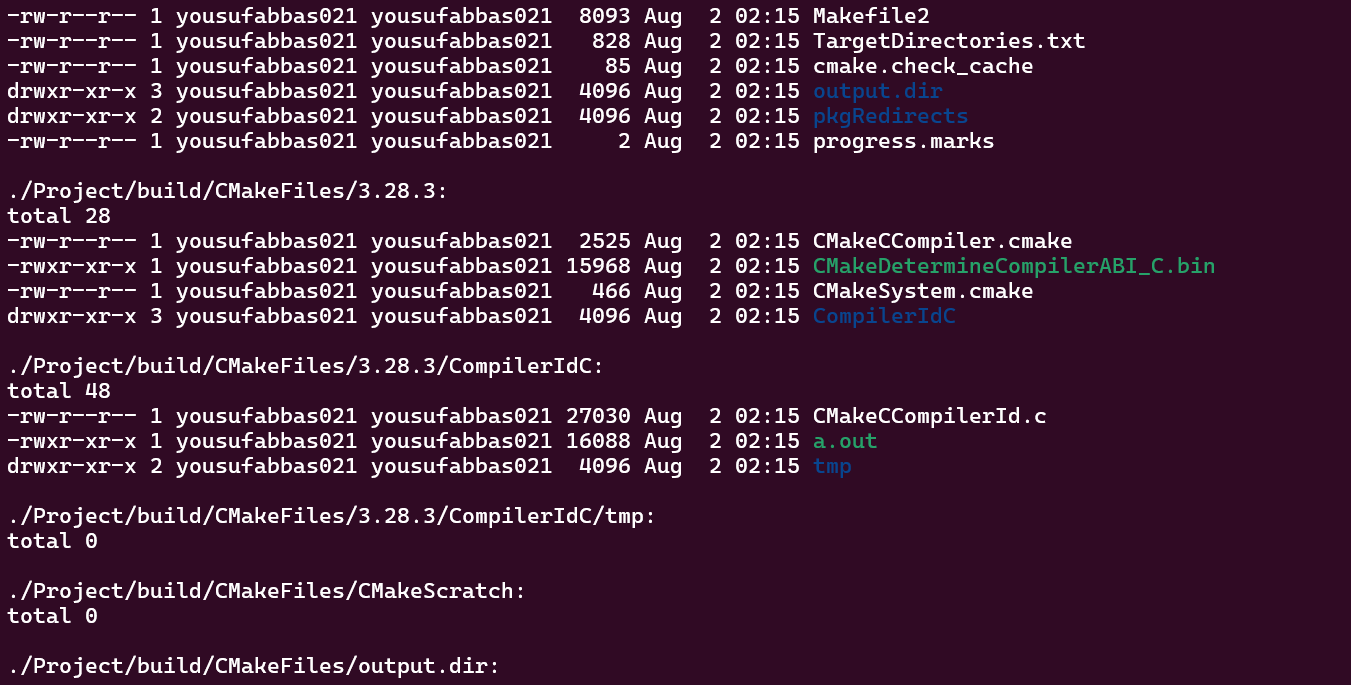 -rw-r--r-- 1 yousufabbas021 yousufabbas021  8093 Aug  2 02:15 Makefile2
-rw-r--r-- 1 yousufabbas021 yousufabbas021   828 Aug  2 02:15 TargetDirectories.txt
-rw-r--r-- 1 yousufabbas021 yousufabbas021    85 Aug  2 02:15 cmake.check_cache
drwxr-xr-x 3 yousufabbas021 yousufabbas021  4096 Aug  2 02:15 output.dir
drwxr-xr-x 2 yousufabbas021 yousufabbas021  4096 Aug  2 02:15 pkgRedirects
-rw-r--r-- 1 yousufabbas021 yousufabbas021     2 Aug  2 02:15 progress.marks

./Project/build/CMakeFiles/3.28.3:
total 28
-rw-r--r-- 1 yousufabbas021 yousufabbas021  2525 Aug  2 02:15 CMakeCCompiler.cmake
-rwxr-xr-x 1 yousufabbas021 yousufabbas021 15968 Aug  2 02:15 CMakeDetermineCompilerABI_C.bin
-rw-r--r-- 1 yousufabbas021 yousufabbas021   466 Aug  2 02:15 CMakeSystem.cmake
drwxr-xr-x 3 yousufabbas021 yousufabbas021  4096 Aug  2 02:15 CompilerIdC

./Project/build/CMakeFiles/3.28.3/CompilerIdC:
total 48
-rw-r--r-- 1 yousufabbas021 yousufabbas021 27030 Aug  2 02:15 CMakeCCompilerId.c
-rwxr-xr-x 1 yousufabbas021 yousufabbas021 16088 Aug  2 02:15 a.out
drwxr-xr-x 2 yousufabbas021 yousufabbas021  4096 Aug  2 02:15 tmp

./Project/build/CMakeFiles/3.28.3/CompilerIdC/tmp:
total 0

./Project/build/CMakeFiles/CMakeScratch:
total 0

./Project/build/CMakeFiles/output.dir: